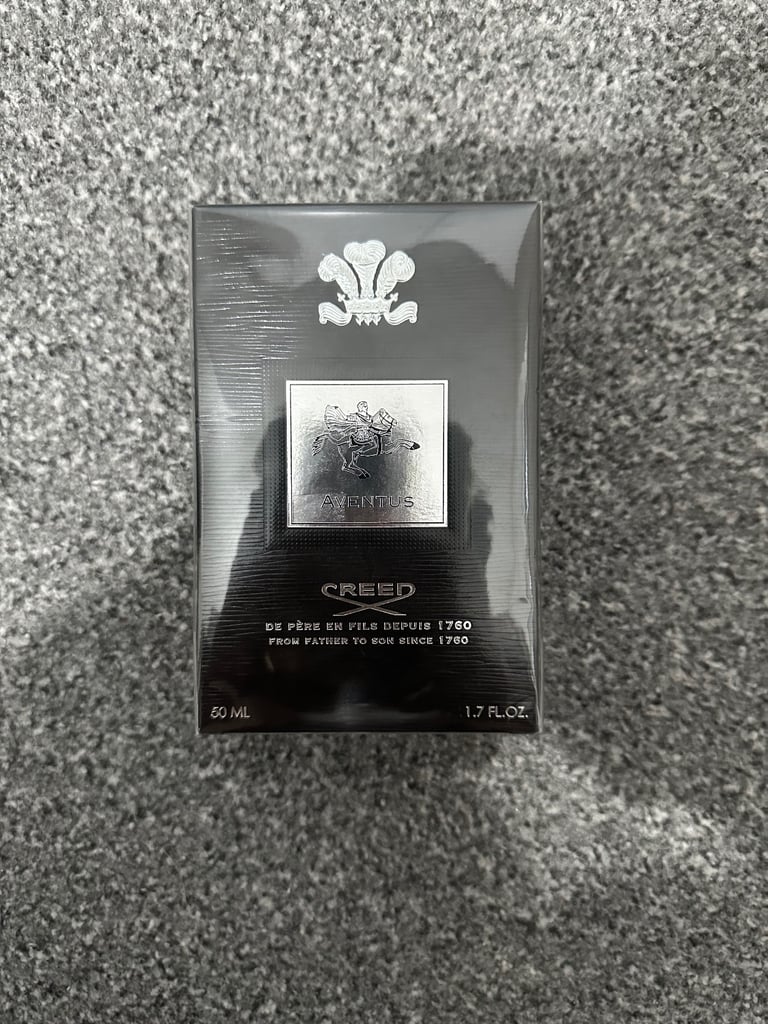 AVENTUS
CREED
DE PÈRE EN FILS DEPUIS 1760
FROM FATHER TO SON SINCE 1760
50 ML 1.7 FL.OZ.